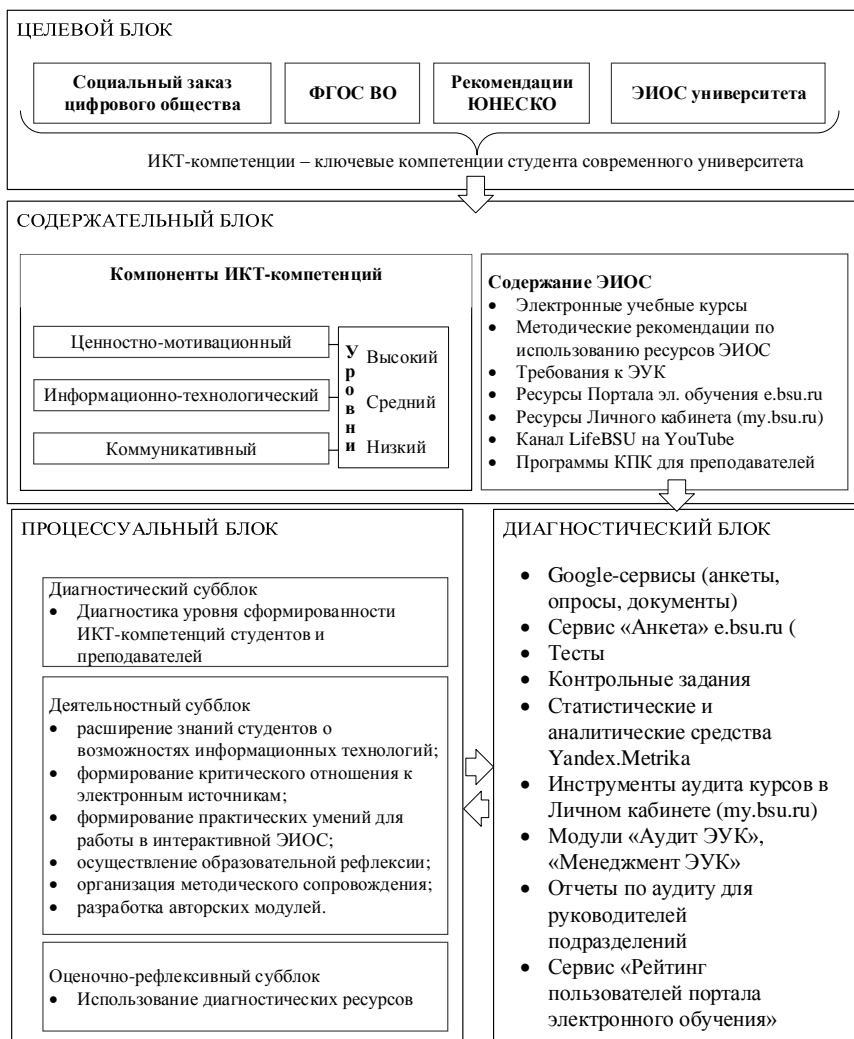 ЦЕЛЕВОЙ БЛОК
Социальный заказ
цифрового общества
ФГОС ВО
Рекомендации
ЮНЕСКО
ЭИОС университета
ИКТ-компетенции – ключевые компетенции студента современного университета
СОДЕРЖАТЕЛЬНЫЙ БЛОК
Компоненты ИКТ-компетенций
Ценностно-мотивационный
Информационно-технологический
Коммуникативный
Уровни
Высокий
Средний
Низкий
Содержание ЭИОС
• Электронные учебные курсы
• Методические рекомендации по
использованию ресурсов ЭИОС
• Требования к ЭУК
• Ресурсы Портала эл. обучения e.bsu.ru
• Ресурсы Личного кабинета (my.bsu.ru)
• Канал LifeBSU на YouTube
• Программы КПК для преподавателей
ПРОЦЕССУАЛЬНЫЙ БЛОК
Диагностический субблок
• Диагностика уровня сформированности
ИКТ-компетенций студентов и
преподавателей
Деятельностный субблок
• расширение знаний студентов о
возможностях информационных технологий;
• формирование критического отношения к
электронным источникам;
• формирование практических умений для
работы в интерактивной ЭИОС;
• осуществление образовательной рефлексии;
• организация методического сопровождения;
• разработка авторских модулей.
Оценочно-рефлексивный субблок
• Использование диагностических ресурсов
ДИАГНОСТИЧЕСКИЙ БЛОК
• Google-сервисы (анкеты,
опросы, документы)
• Сервис «Анкета» e.bsu.ru (
• Тесты
• Контрольные задания
• Статистические и
аналитические средства
Yandex.Metrika
• Инструменты аудита курсов в
Личном кабинете (my.bsu.ru)
• Модули «Аудит ЭУК»,
«Менеджмент ЭУК»
• Отчеты по аудиту для
руководителей
подразделений
• Сервис «Рейтинг
пользователей портала
электронного обучения»